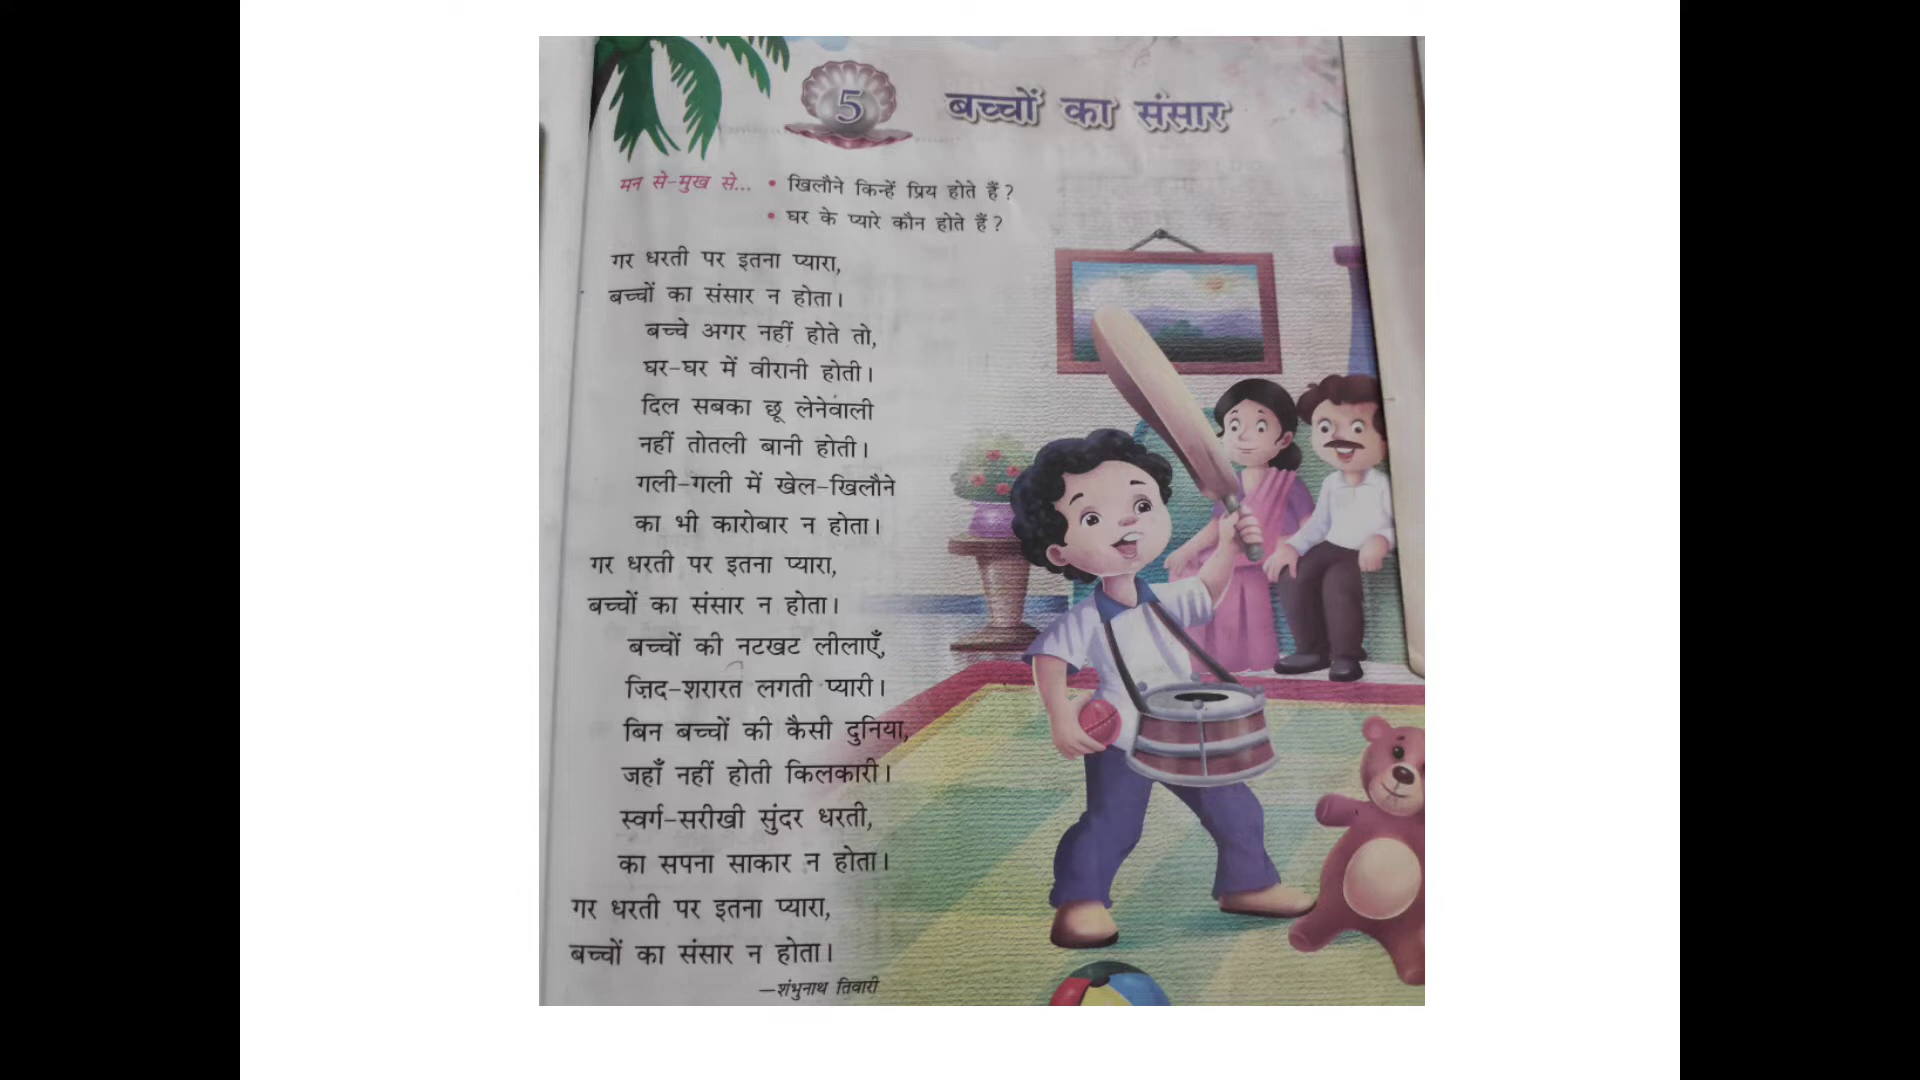 5
बच्चों का संसार
मन से-मुख से... • खिलौने किन्हें प्रिय होते हैं?
• घर के प्यारे कौन होते हैं?
गर धरती पर इतना प्यारा,
बच्चों का संसार न होता।
बच्चे अगर नहीं होते तो,
घर-घर में वीरानी होती।
दिल सबका छू लेनेवाली
नहीं तोतली बानी होती।
गली-गली में खेल-खिलौने
का भी कारोबार न होता।
गर धरती पर इतना प्यारा,
बच्चों का संसार न होता।
बच्चों की नटखट लीलाएँ,
ज़िद-शरारत लगती प्यारी।
बिन बच्चों की कैसी दुनिया,
जहाँ नहीं होती किलकारी।
स्वर्ग-सरीखी सुंदर धरती,
का सपना साकार न होता।
गर धरती पर इतना प्यारा,
बच्चों का संसार न होता।
—शंभुनाथ तिवारी